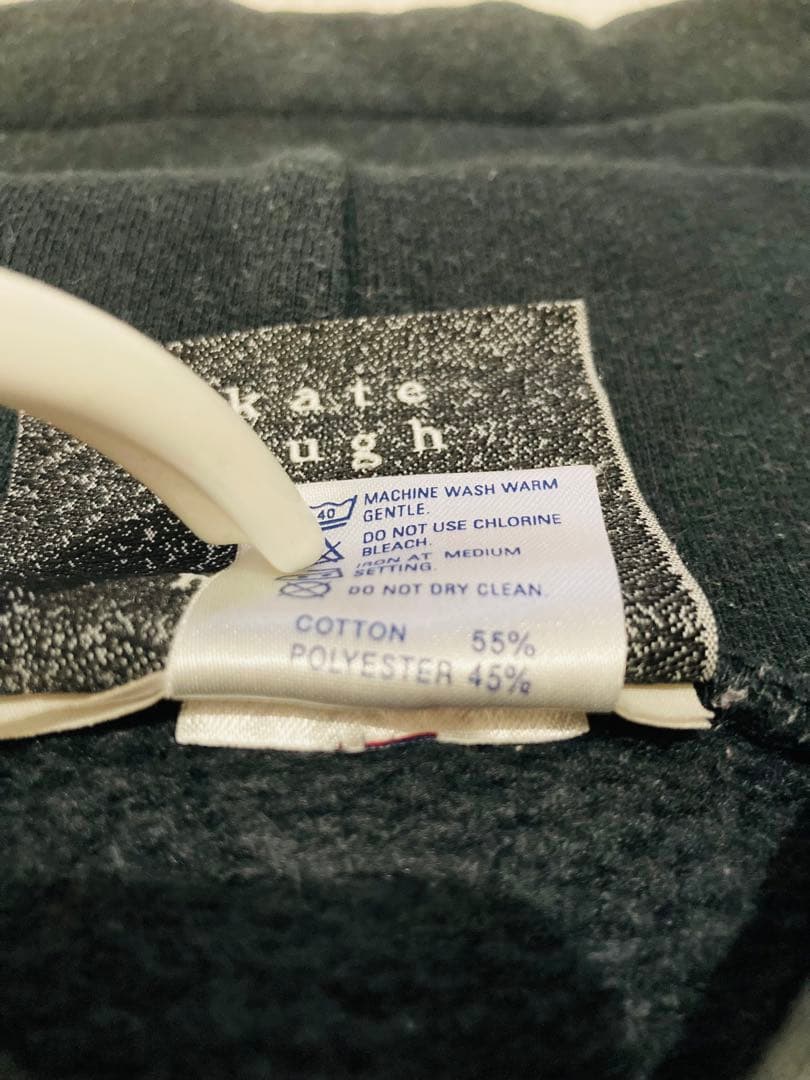 kate
ugh
40
MACHINE WASH WARM
GENTLE.
DO NOT USE CHLORINE
BLEACH.
IRON AT MEDIUM
SETTING.
DO NOT DRY CLEAN.
COTTON 55%
POLYESTER 45%